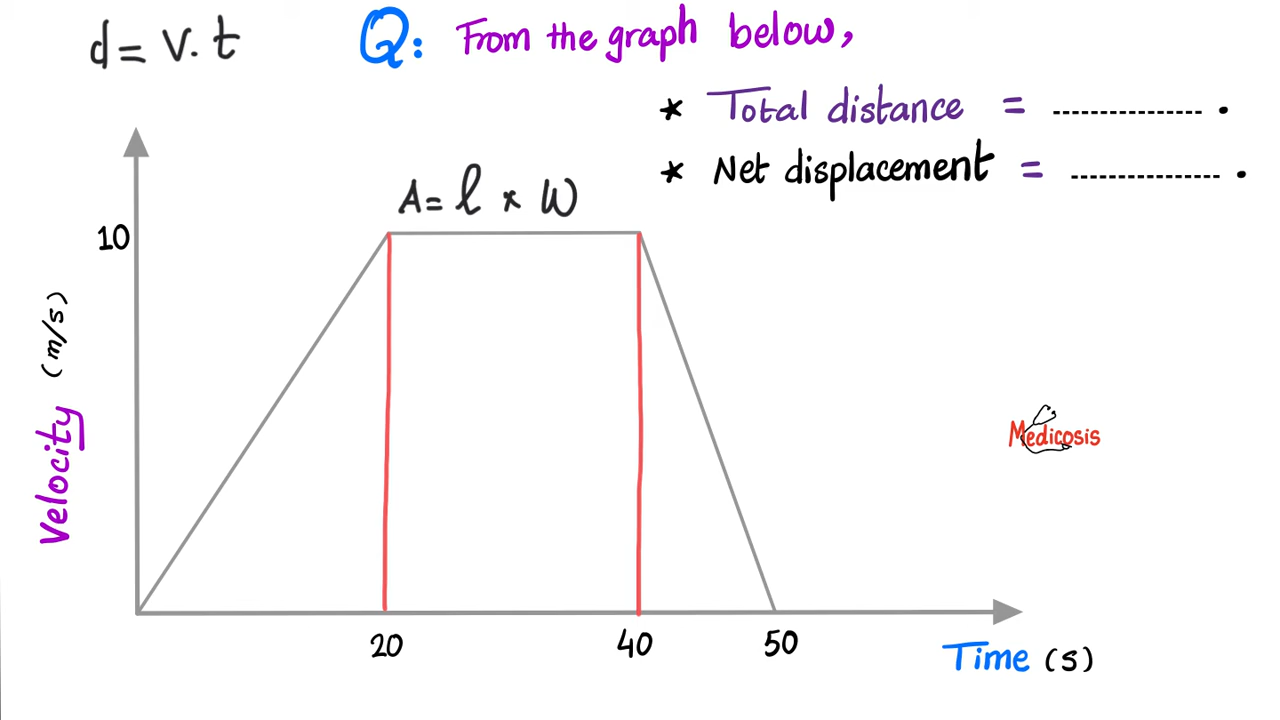 d = v. t
Q: From the graph below,
* Total distance = ............... .
* Net displacement = ............... .
A = l × W
10
Velocity (m/s)
Medicosis
20 40 50
Time (s)